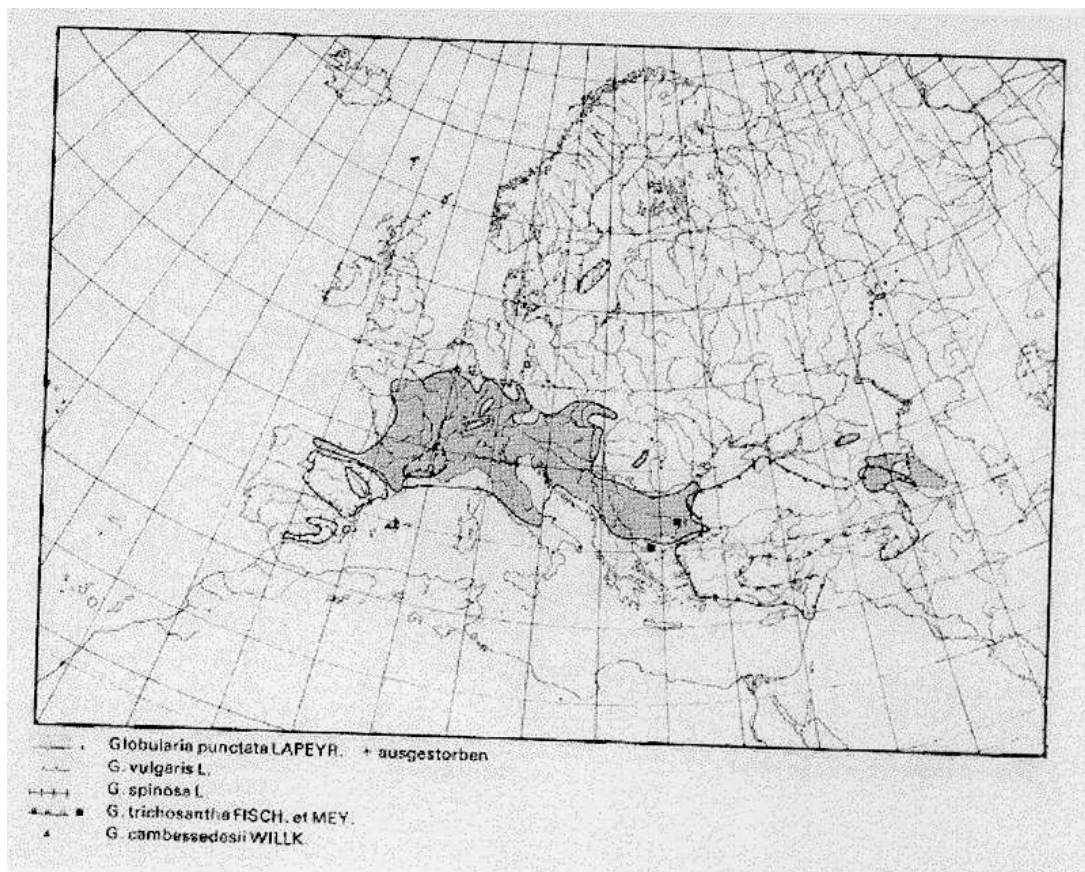 Globularia punctata LAPEYR. + ausgestorben
G. vulgaris L.
G. spinosa L
G. trichosantha FISCH. et MEY.
G. cambessedesii WILLK.